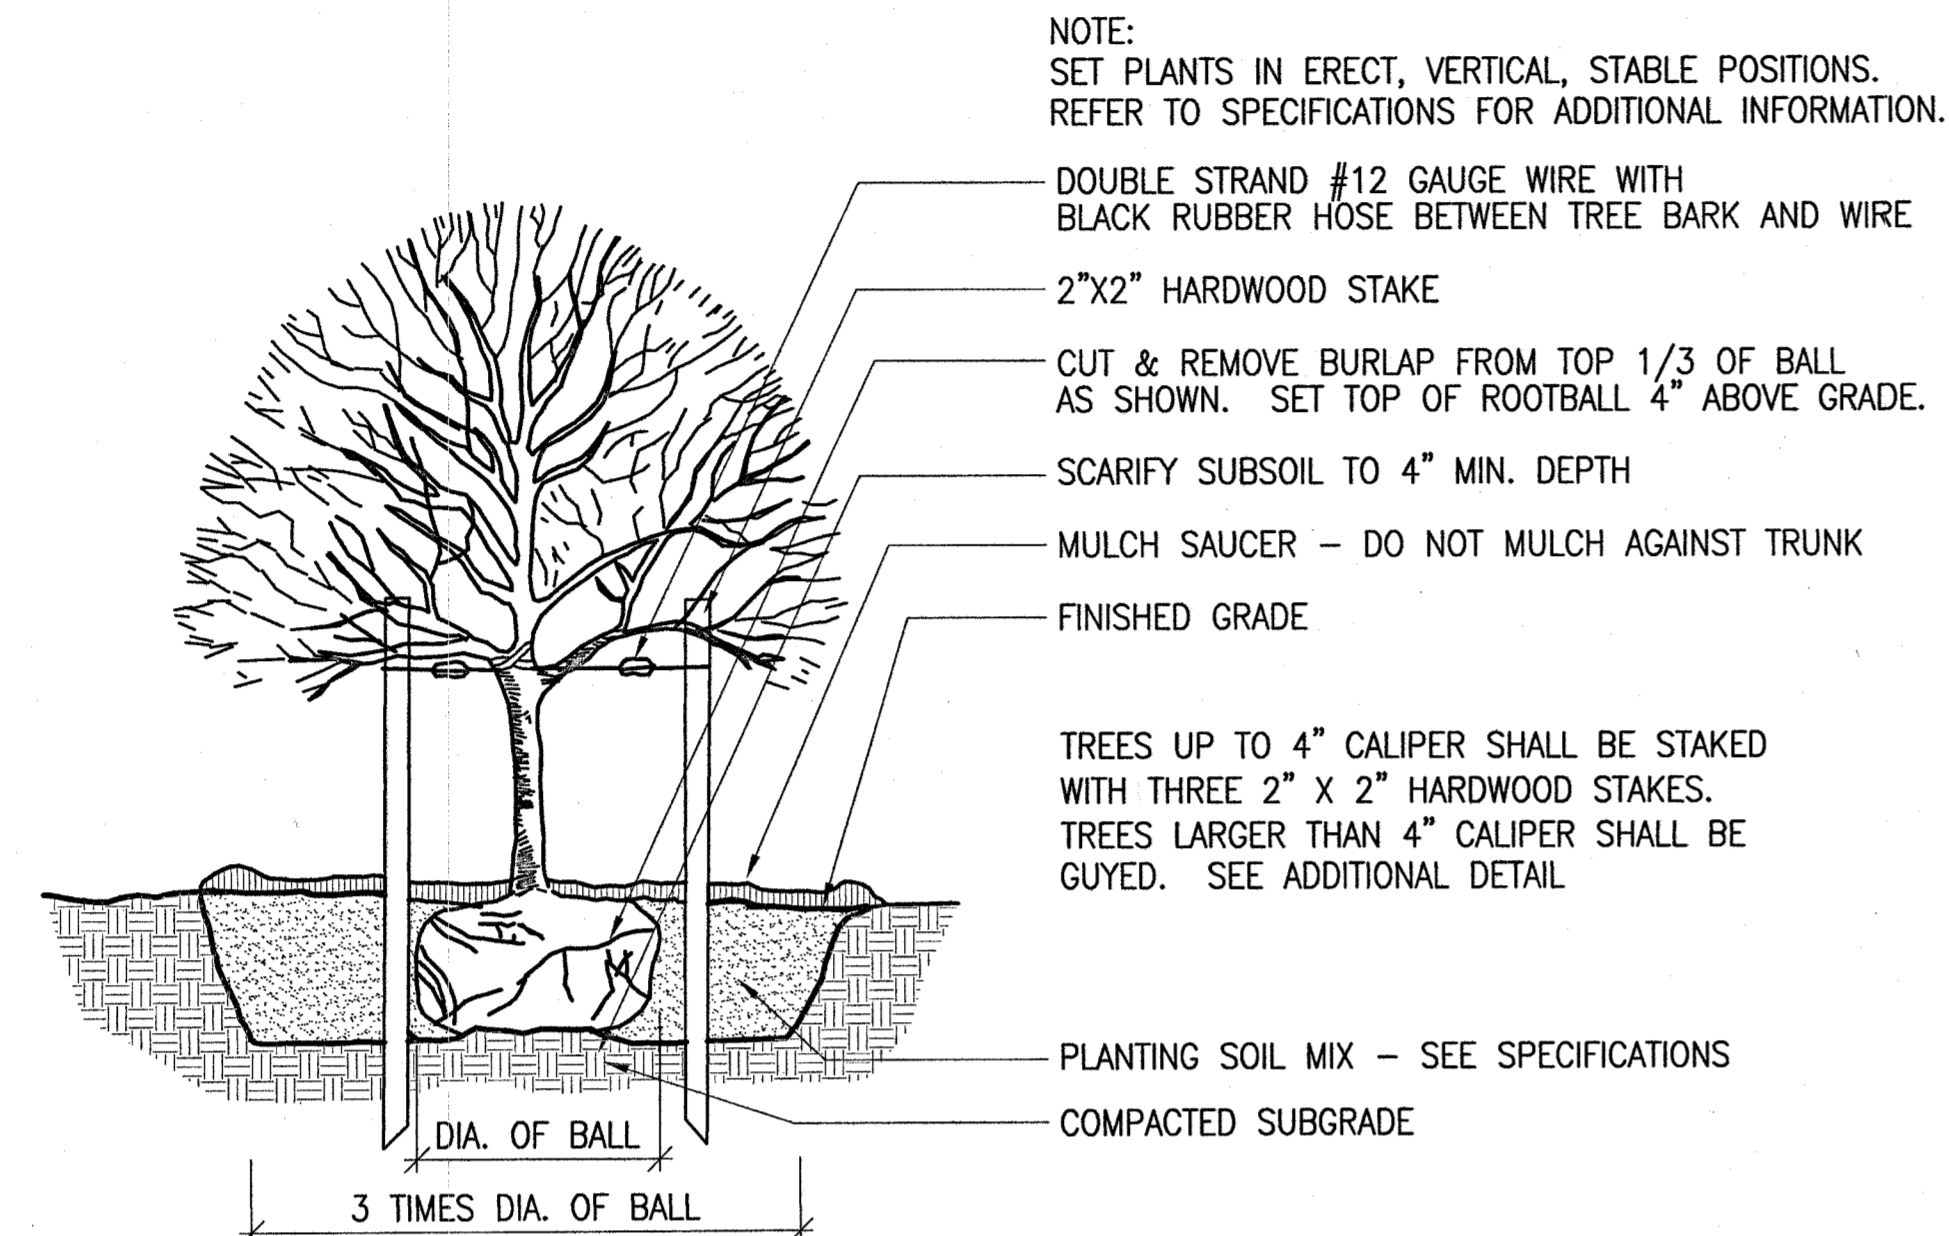 NOTE:
SET PLANTS IN ERECT, VERTICAL, STABLE POSITIONS.
REFER TO SPECIFICATIONS FOR ADDITIONAL INFORMATION.
DOUBLE STRAND #12 GAUGE WIRE WITH
BLACK RUBBER HOSE BETWEEN TREE BARK AND WIRE
2"X2" HARDWOOD STAKE
CUT & REMOVE BURLAP FROM TOP 1/3 OF BALL
AS SHOWN. SET TOP OF ROOTBALL 4" ABOVE GRADE.
SCARIFY SUBSOIL TO 4" MIN. DEPTH
MULCH SAUCER – DO NOT MULCH AGAINST TRUNK
FINISHED GRADE
TREES UP TO 4" CALIPER SHALL BE STAKED
WITH THREE 2" X 2" HARDWOOD STAKES.
TREES LARGER THAN 4" CALIPER SHALL BE
GUYED. SEE ADDITIONAL DETAIL
PLANTING SOIL MIX – SEE SPECIFICATIONS
COMPACTED SUBGRADE
DIA. OF BALL
3 TIMES DIA. OF BALL